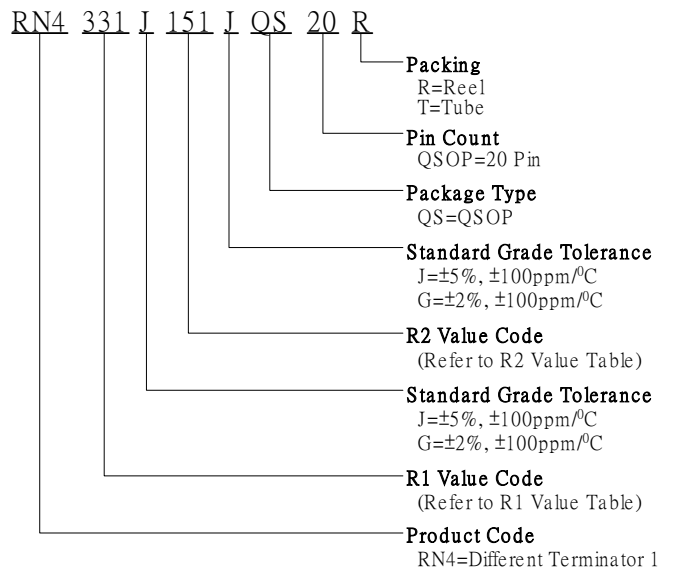 RN4 331 J 151 J QS 20 R
Packing
R=Reel
T=Tube
Pin Count
QSOP=20 Pin
Package Type
QS=QSOP
Standard Grade Tolerance
J=±5%, ±100ppm/⁰C
G=±2%, ±100ppm/⁰C
R2 Value Code
(Refer to R2 Value Table)
Standard Grade Tolerance
J=±5%, ±100ppm/⁰C
G=±2%, ±100ppm/⁰C
R1 Value Code
(Refer to R1 Value Table)
Product Code
RN4=Different Terminator 1